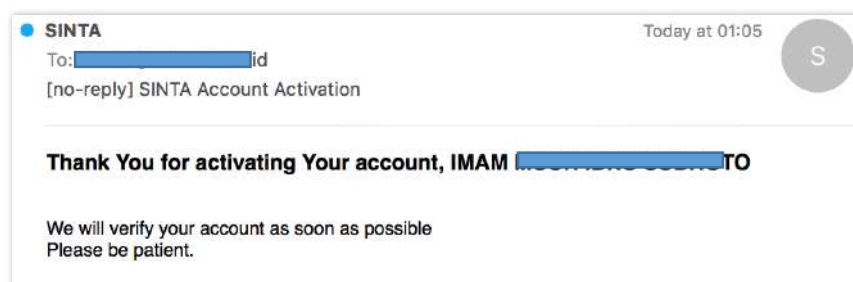 SINTA
Today at 01:05
S
To: id
[no-reply] SINTA Account Activation
Thank You for activating Your account, IMAM TO
We will verify your account as soon as possible
Please be patient.